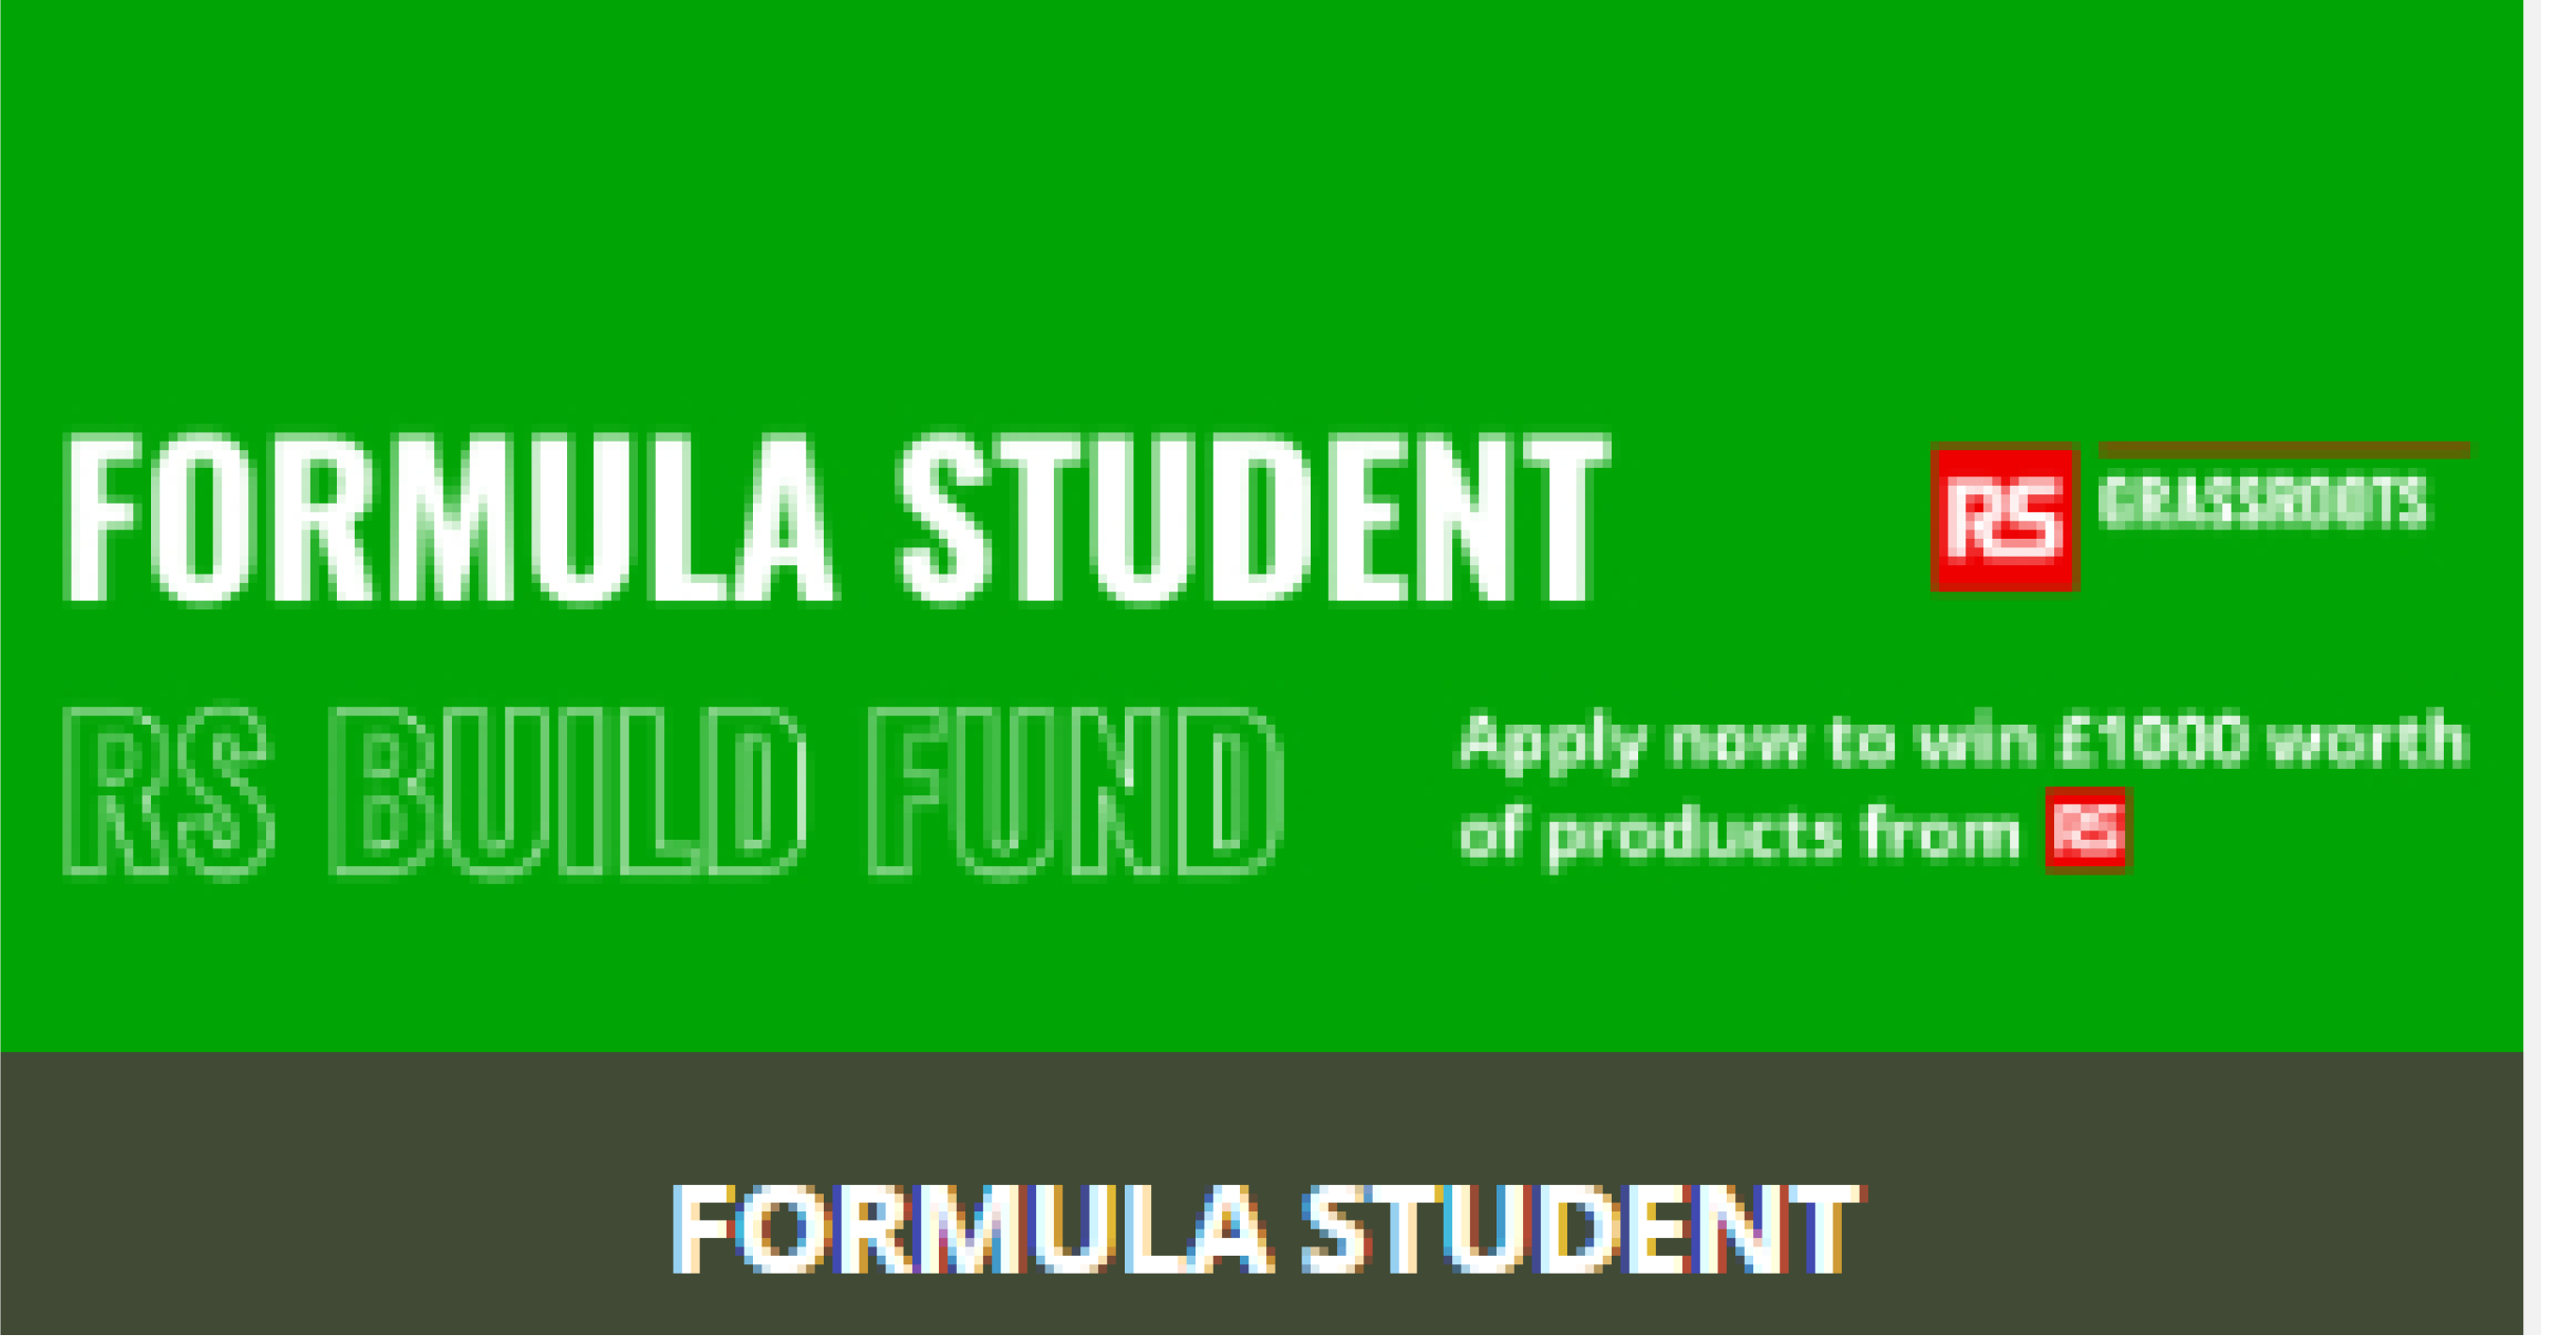 FORMULA STUDENT
RS GRASSROOTS
RS BUILD FUND
Apply now to win £1000 worth
of products from RS
FORMULA STUDENT